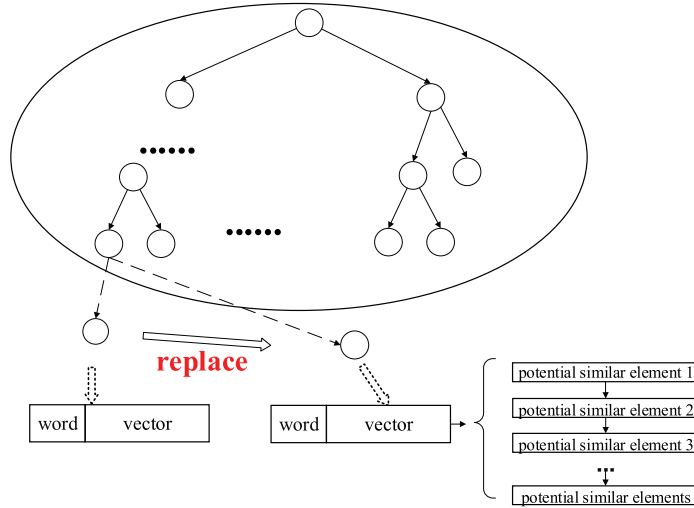 replace
word vector
word vector
potential similar element 1
potential similar element 2
potential similar element 3
potential similar elements